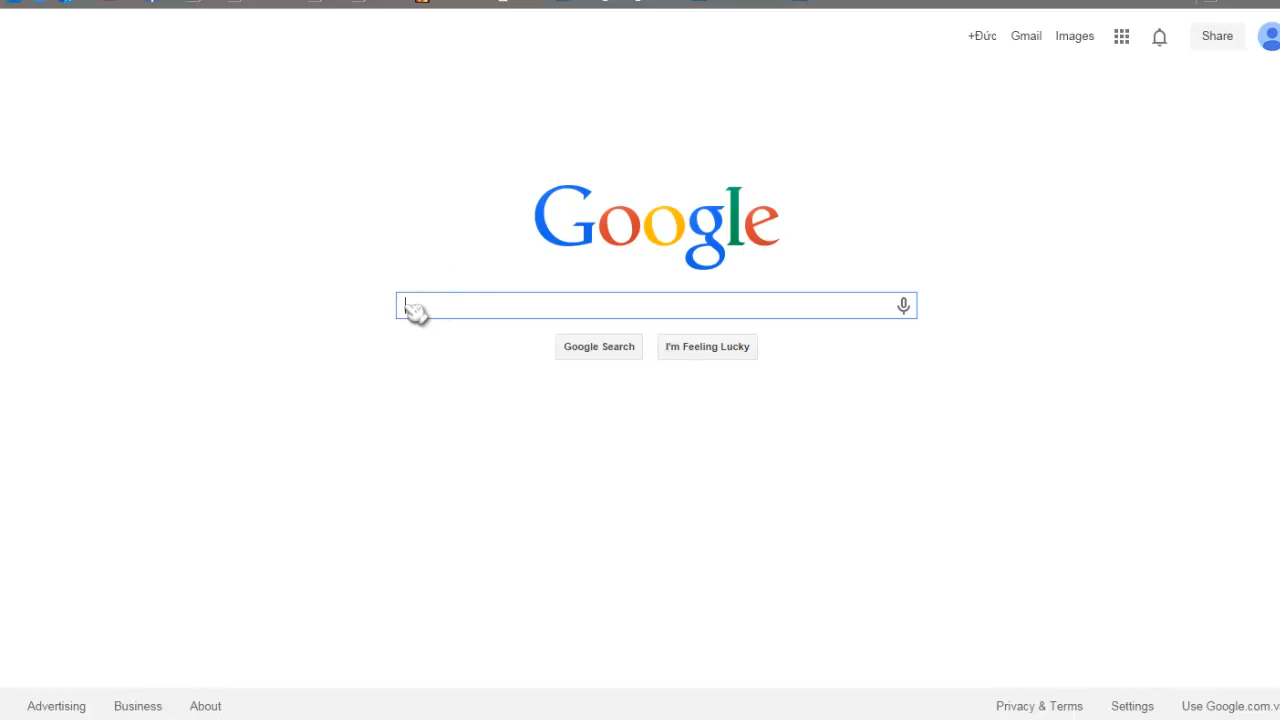 +Đức Gmail Images Share
Google
Google Search I'm Feeling Lucky
Advertising Business About Privacy & Terms Settings Use Google.com.v